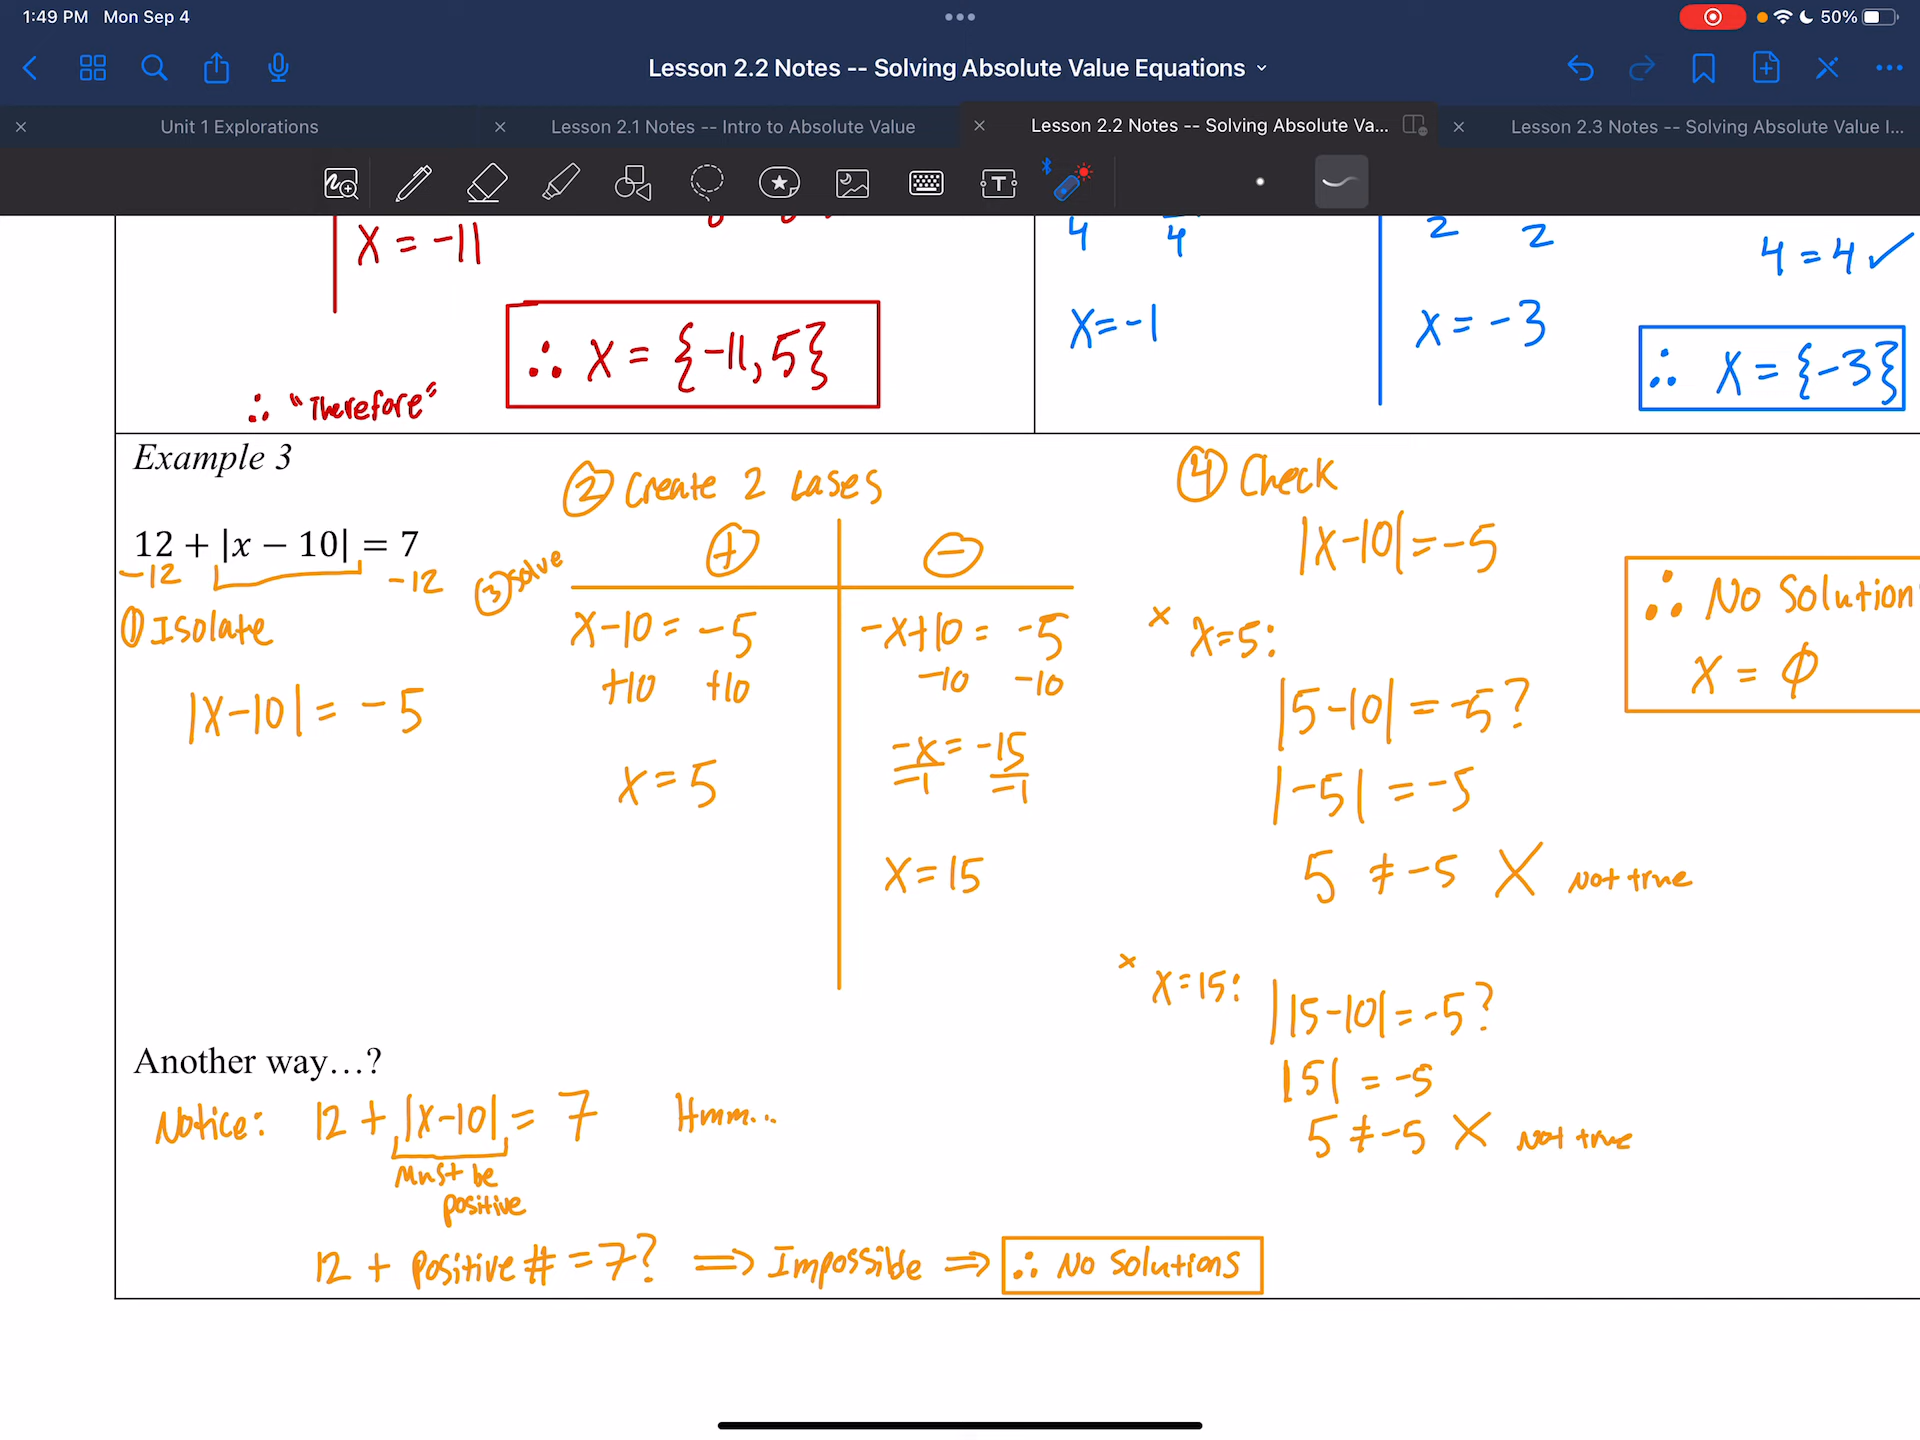 1:49 PM Mon Sep 4
50%
Lesson 2.2 Notes -- Solving Absolute Value Equations
Unit 1 Explorations
Lesson 2.1 Notes -- Intro to Absolute Value
Lesson 2.2 Notes -- Solving Absolute Va...
Lesson 2.3 Notes -- Solving Absolute Value I...
x = -11
∴ x = {-11, 5}
∴ "Therefore"
4 4
2 2
4 = 4 ✓
x = -1
x = -3
∴ x = {-3}
Example 3
12 + |x − 10| = 7
-12 -12
① Isolate
|x-10| = -5
② Create 2 cases
③ solve
+ −
x-10 = -5
+10 +10
x = 5
-x+10 = -5
-10 -10
-x = -15
-1 -1
x = 15
④ Check
|x-10| = -5
x x=5:
|5-10| = -5?
|-5| = -5
5 ≠ -5 X Not true
x x=15:
|15-10| = -5?
|5| = -5
5 ≠ -5 X Not true
∴ No Solution
x = ∅
Another way…?
Notice: 12 + |x-10| = 7 Hmm...
Must be
positive
12 + Positive # = 7? ⟹ Impossible ⟹ ∴ No Solutions